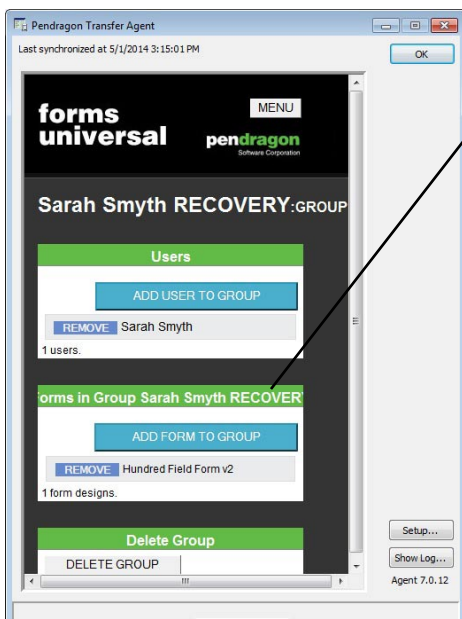 Pendragon Transfer Agent
Last synchronized at 5/1/2014 3:15:01 PM
OK
forms
universal
MENU
pendragon
Software Corporation
Sarah Smyth RECOVERY:GROUP
Users
ADD USER TO GROUP
REMOVE Sarah Smyth
1 users.
orms in Group Sarah Smyth RECOVER
ADD FORM TO GROUP
REMOVE Hundred Field Form v2
1 form designs.
Delete Group
DELETE GROUP
Setup...
Show Log...
Agent 7.0.12